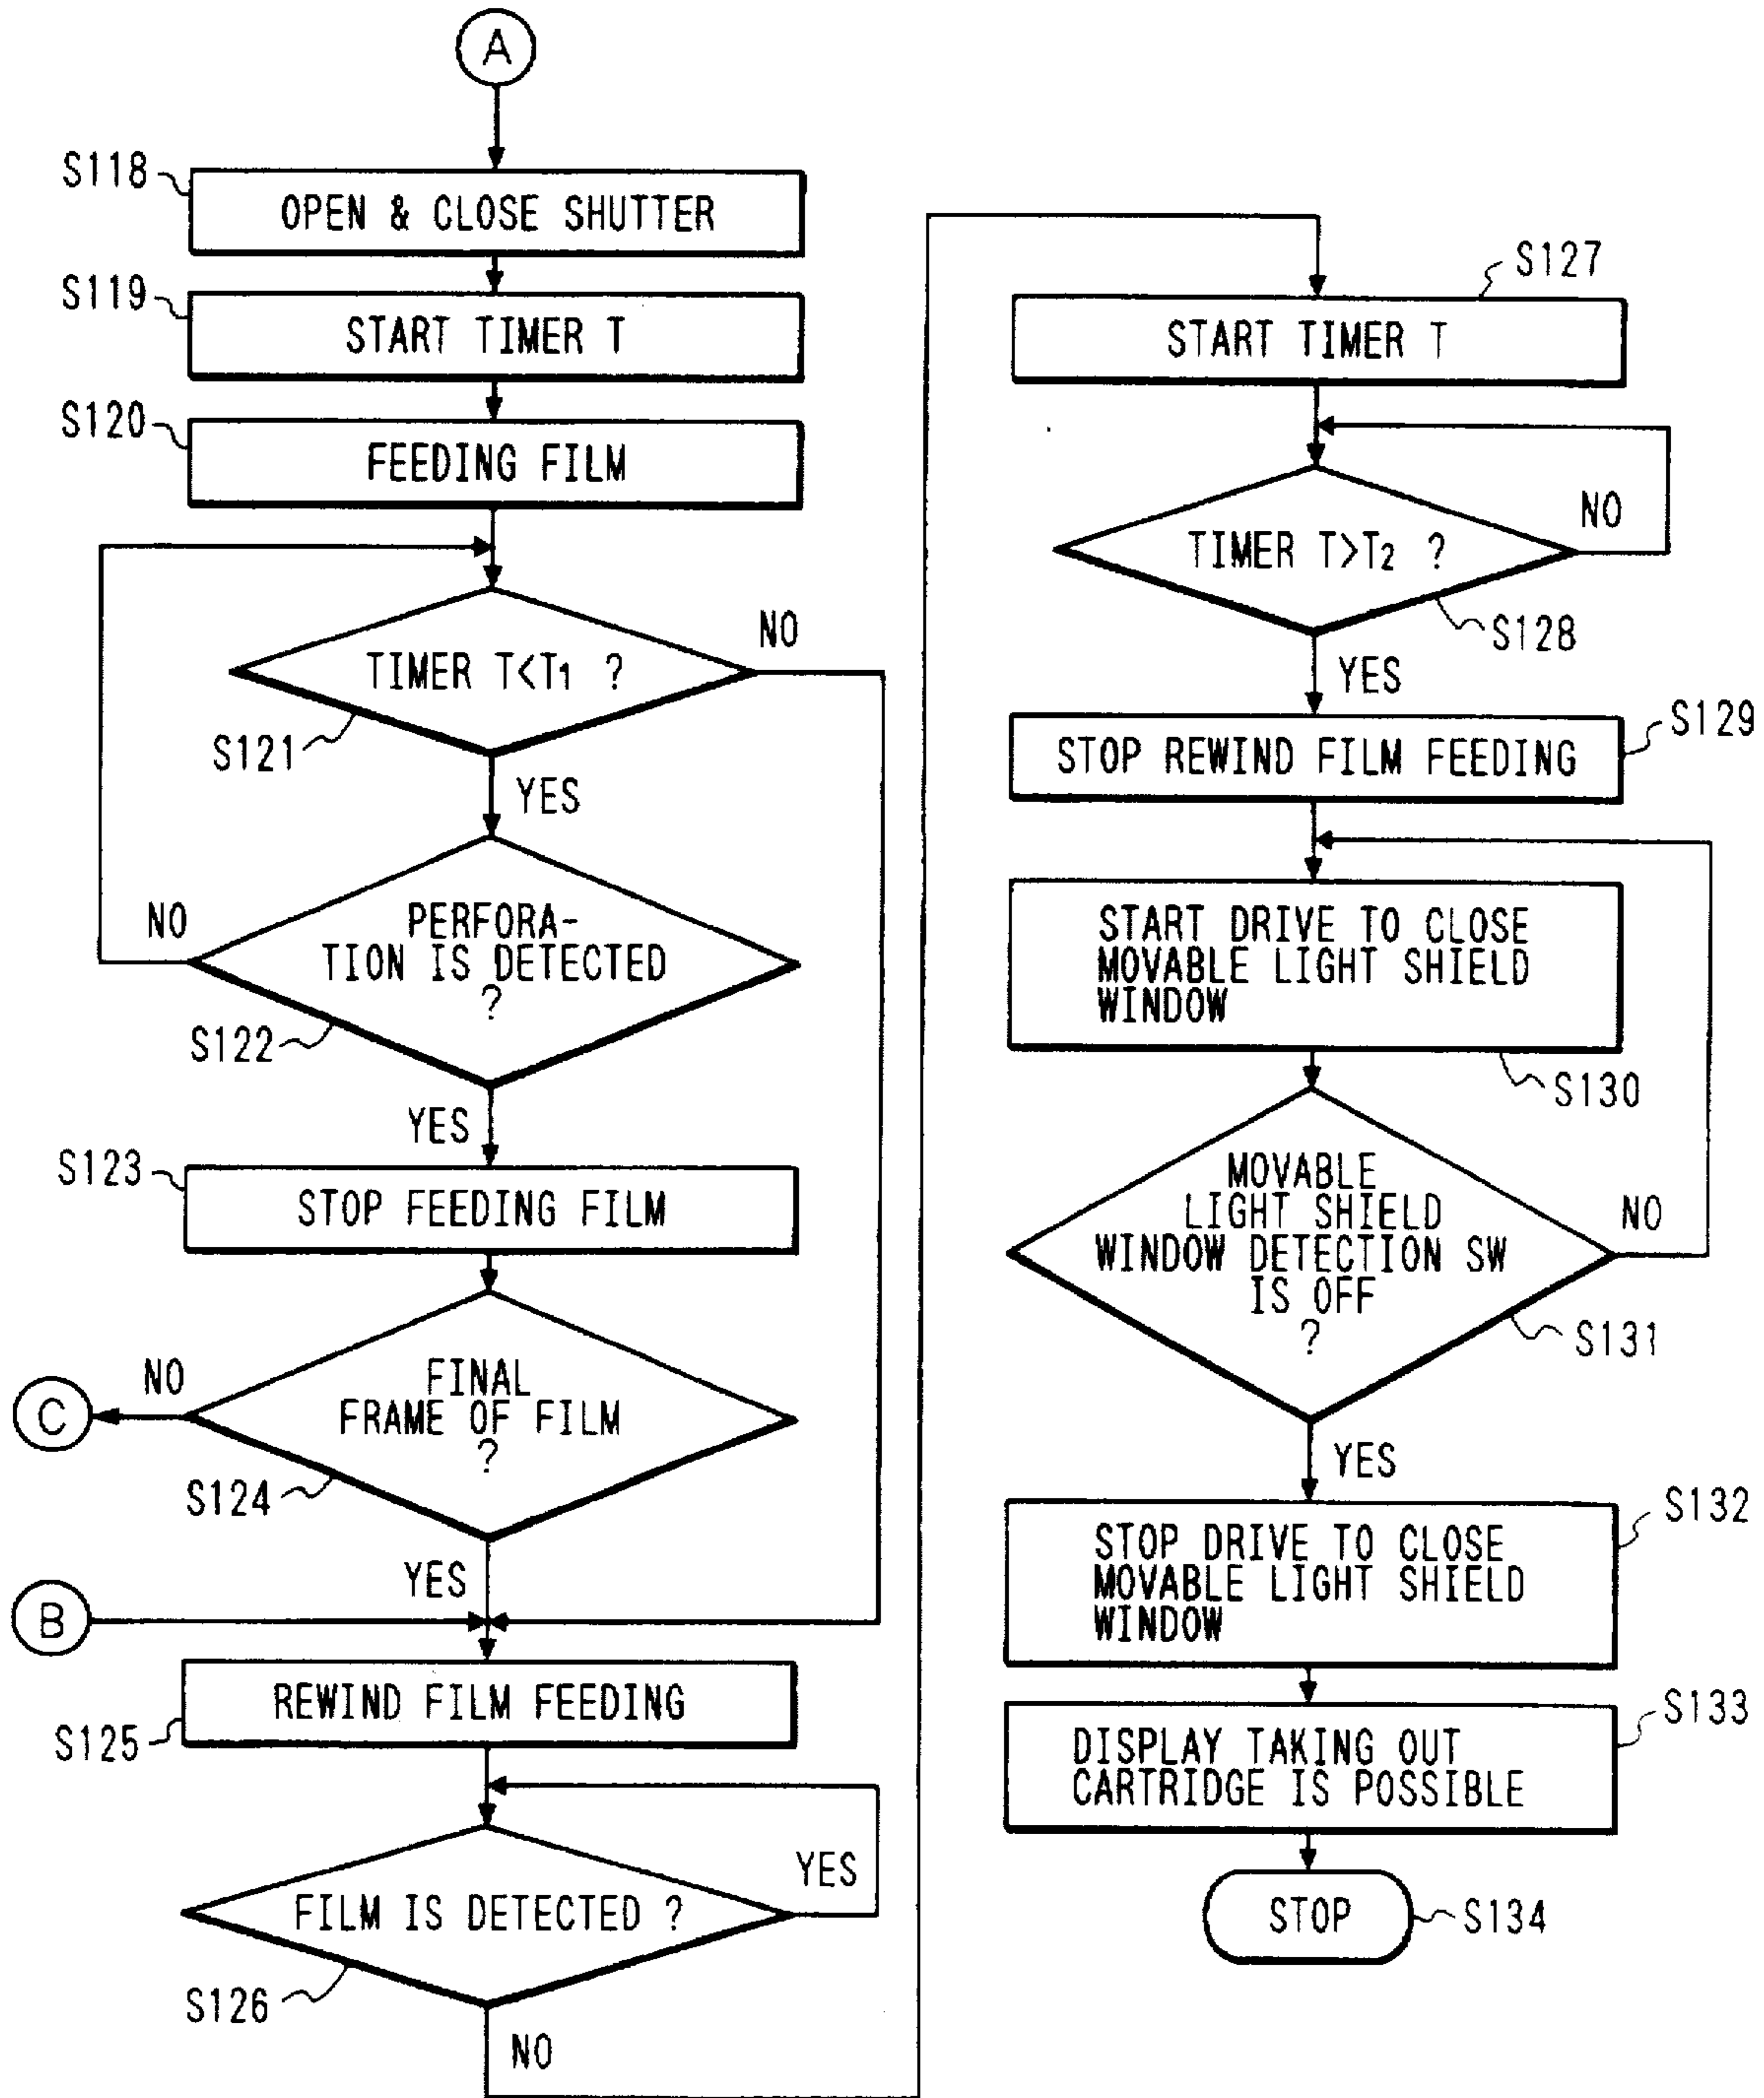 A
S118
OPEN & CLOSE SHUTTER
S119
START TIMER T
S120
FEEDING FILM
TIMER T<T1 ?
NO
S121
YES
PERFORA-
TION IS DETECTED
?
NO
S122
YES
S123
STOP FEEDING FILM
FINAL
FRAME OF FILM
?
NO
C
S124
YES
B
REWIND FILM FEEDING
S125
FILM IS DETECTED ?
YES
S126
NO
S127
START TIMER T
TIMER T>T2 ?
NO
S128
YES
S129
STOP REWIND FILM FEEDING
START DRIVE TO CLOSE
MOVABLE LIGHT SHIELD
WINDOW
S130
MOVABLE
LIGHT SHIELD
WINDOW DETECTION SW
IS OFF
?
NO
S131
YES
S132
STOP DRIVE TO CLOSE
MOVABLE LIGHT SHIELD
WINDOW
S133
DISPLAY TAKING OUT
CARTRIDGE IS POSSIBLE
STOP
S134